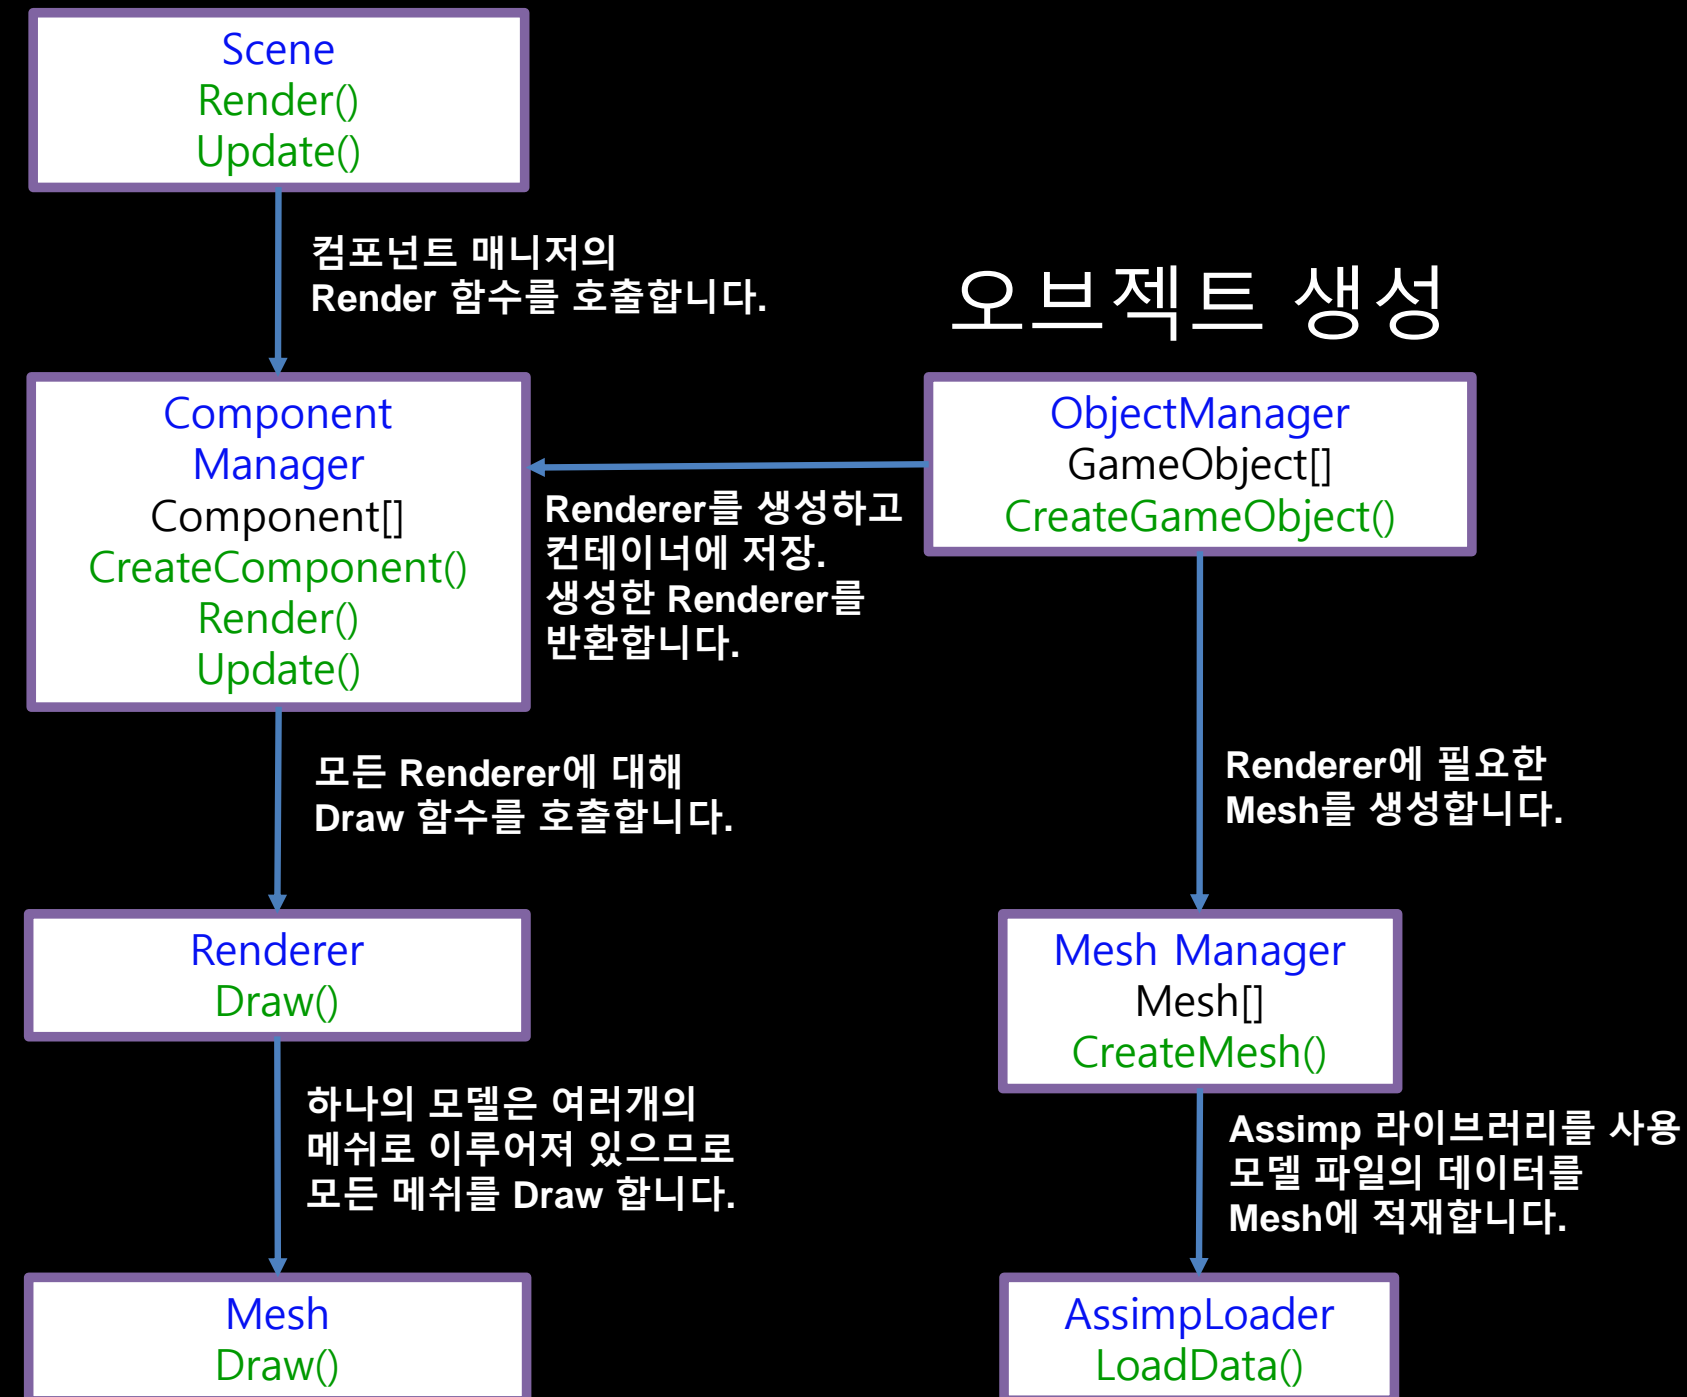 Scene
Render()
Update()
컴포넌트 매니저의
Render 함수를 호출합니다.
오브젝트 생성
Component
Manager
Component[]
CreateComponent()
Render()
Update()
ObjectManager
GameObject[]
CreateGameObject()
Renderer를 생성하고
컨테이너에 저장.
생성한 Renderer를
반환합니다.
모든 Renderer에 대해
Draw 함수를 호출합니다.
Renderer에 필요한
Mesh를 생성합니다.
Renderer
Draw()
Mesh Manager
Mesh[]
CreateMesh()
하나의 모델은 여러개의
메쉬로 이루어져 있으므로
모든 메쉬를 Draw 합니다.
Assimp 라이브러리를 사용
모델 파일의 데이터를
Mesh에 적재합니다.
Mesh
Draw()
AssimpLoader
LoadData()